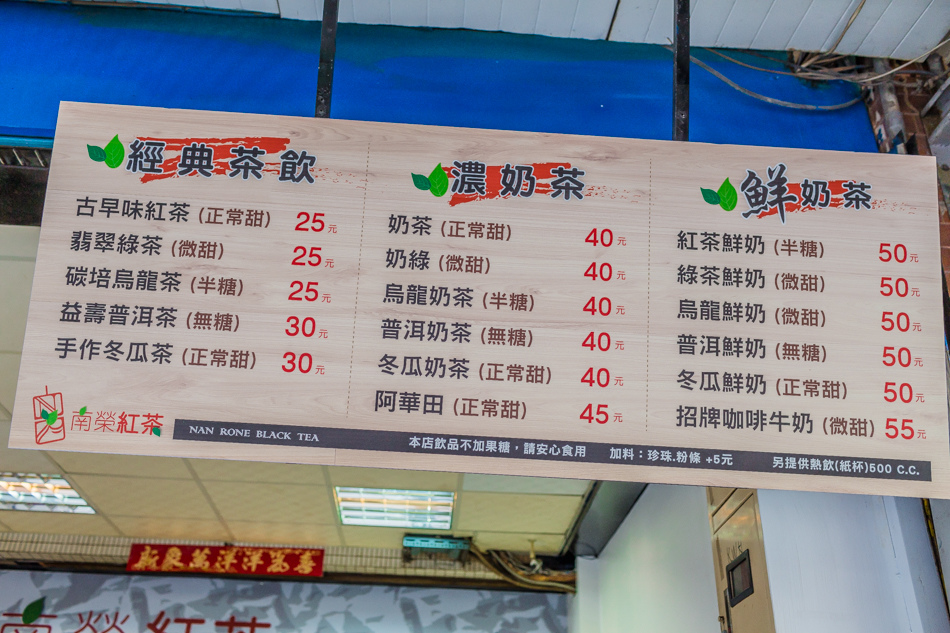 經典茶飲
古早味紅茶 (正常甜) 25元
翡翠綠茶 (微甜) 25元
碳培烏龍茶 (半糖) 25元
益壽普洱茶 (無糖) 30元
手作冬瓜茶 (正常甜) 30元
濃奶茶
奶茶 (正常甜) 40元
奶綠 (微甜) 40元
烏龍奶茶 (半糖) 40元
普洱奶茶 (無糖) 40元
冬瓜奶茶 (正常甜) 40元
阿華田 (正常甜) 45元
鮮奶茶
紅茶鮮奶 (半糖) 50元
綠茶鮮奶 (微甜) 50元
烏龍鮮奶 (微甜) 50元
普洱鮮奶 (無糖) 50元
冬瓜鮮奶 (正常甜) 50元
招牌咖啡牛奶 (微甜) 55元
南榮紅茶
NAN RONE BLACK TEA 本店飲品不加果糖，請安心食用 加料：珍珠.粉條 +5元 另提供熱飲(紙杯)500 C.C.
南榮紅茶